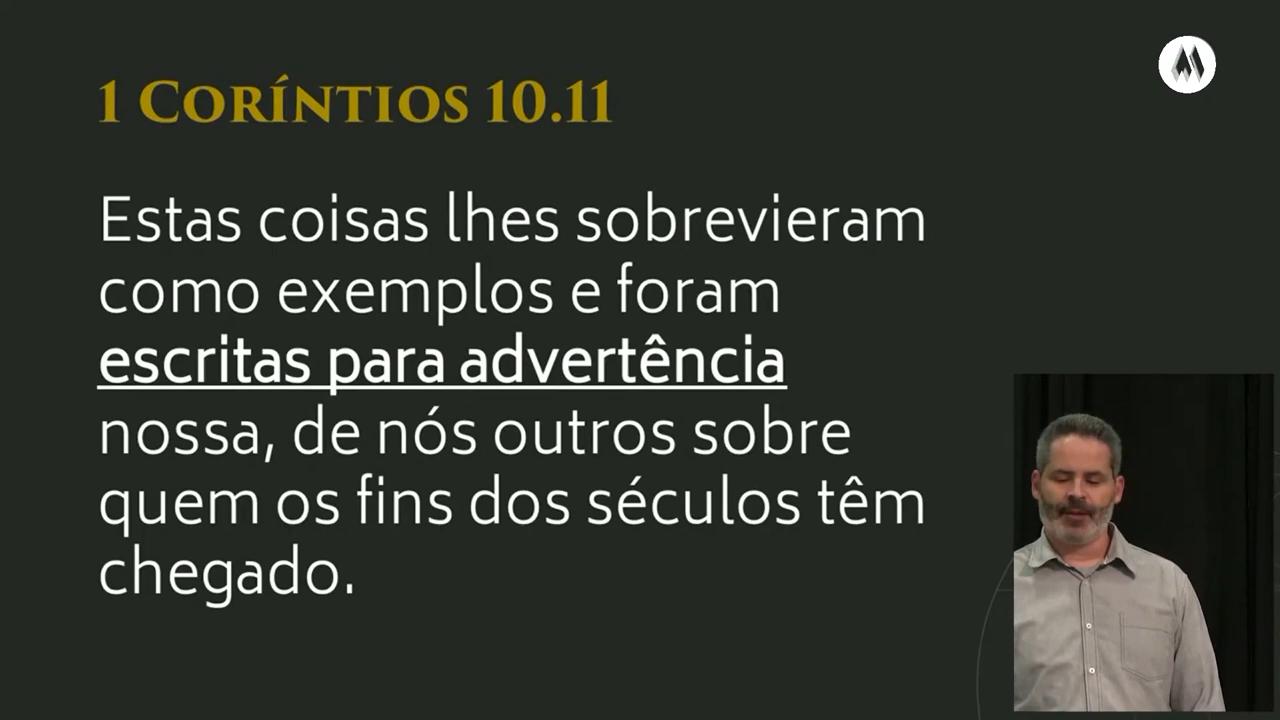 1 Coríntios 10.11
Estas coisas lhes sobrevieram
como exemplos e foram
escritas para advertência
nossa, de nós outros sobre
quem os fins dos séculos têm
chegado.